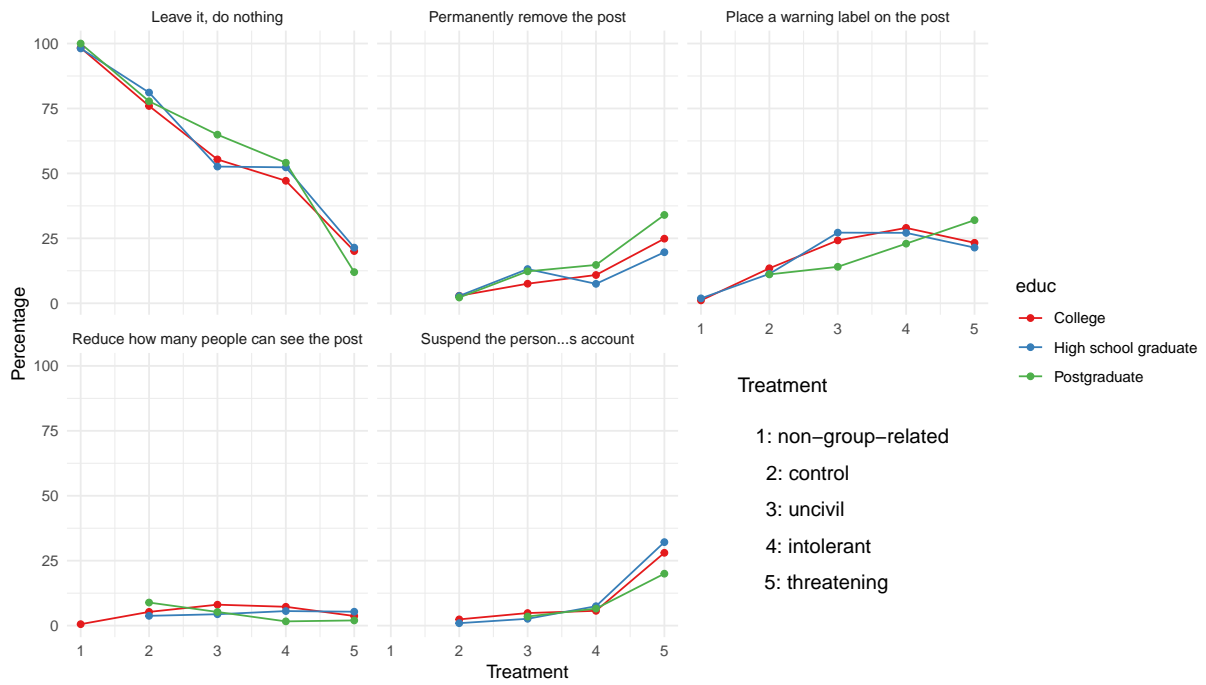 Leave it, do nothing
Permanently remove the post
Place a warning label on the post
100
75
50
25
0
1 2 3 4 5
Reduce how many people can see the post
Suspend the person...s account
100
75
50
25
0
1 2 3 4 5
1 2 3 4 5
Percentage
Treatment
Treatment
1: non−group−related
2: control
3: uncivil
4: intolerant
5: threatening
educ
College
High school graduate
Postgraduate